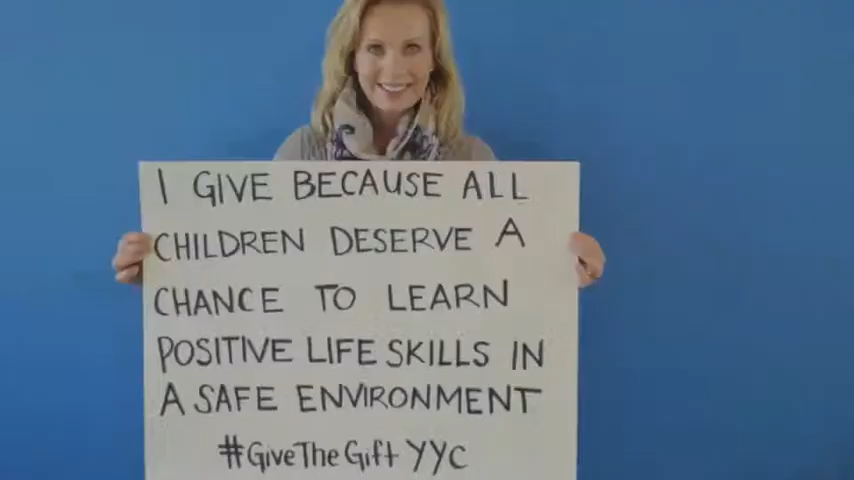 I GIVE BECAUSE ALL
CHILDREN DESERVE A
CHANCE TO LEARN
POSITIVE LIFE SKILLS IN
A SAFE ENVIRONMENT
#GiveTheGift YYC